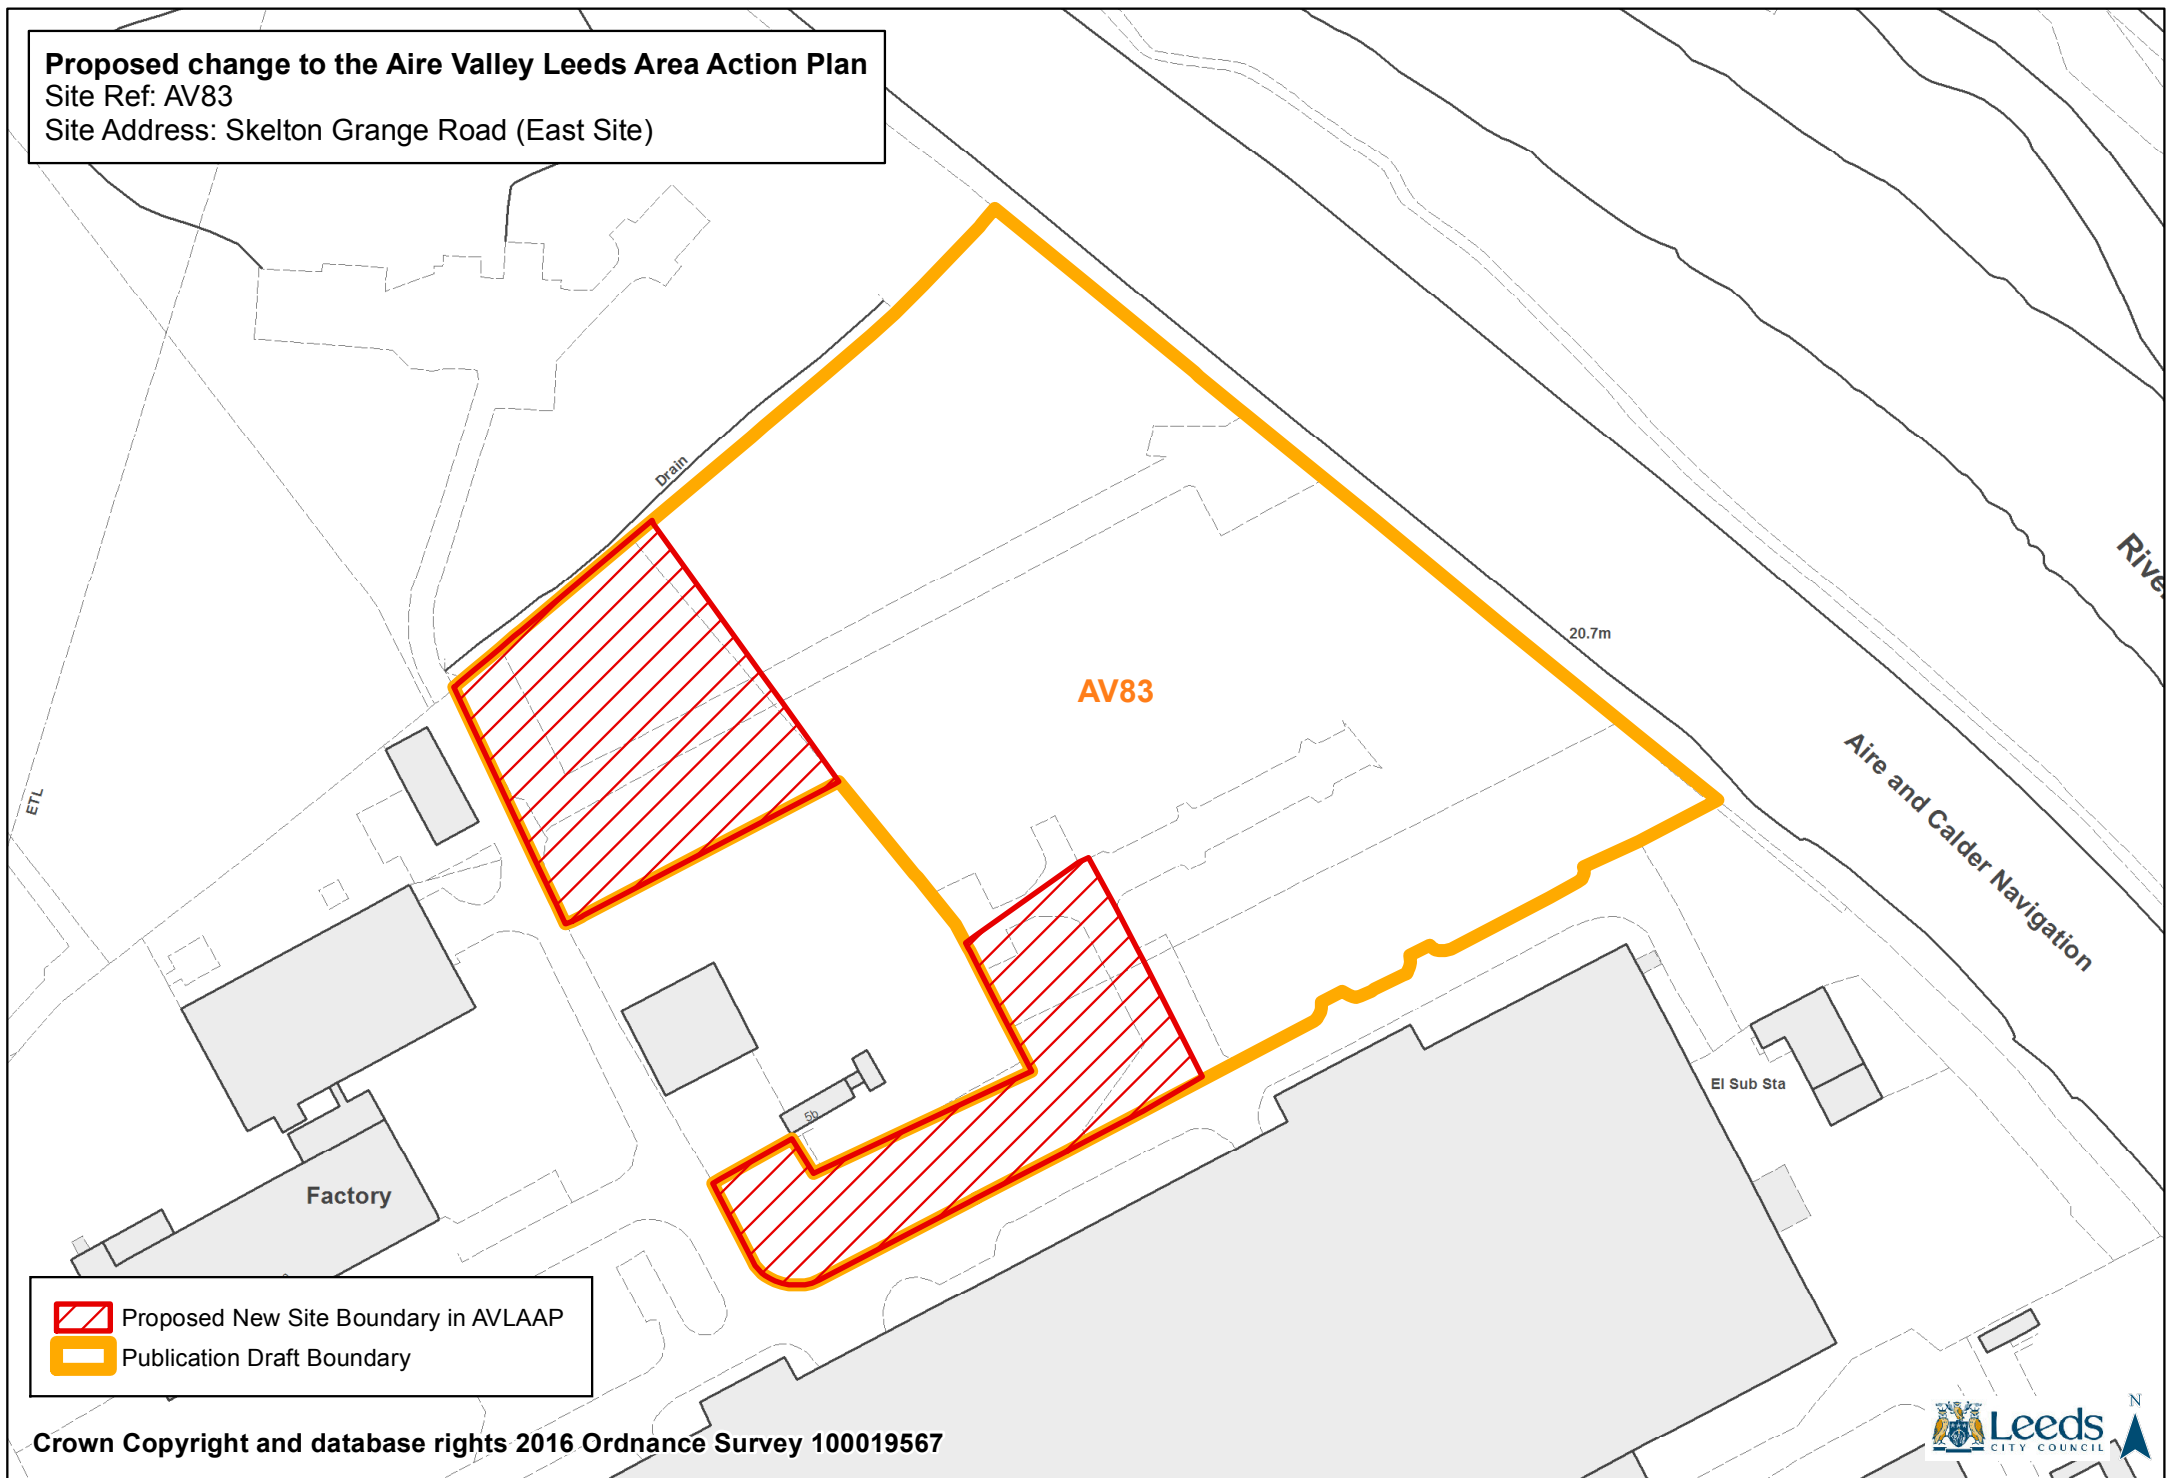 Proposed change to the Aire Valley Leeds Area Action Plan
Site Ref: AV83
Site Address: Skelton Grange Road (East Site)
Drain
River
20.7m
AV83
Aire and Calder Navigation
ETL
5b
El Sub Sta
Factory
Proposed New Site Boundary in AVLAAP
Publication Draft Boundary
Crown Copyright and database rights 2016 Ordnance Survey 100019567
Leeds
CITY COUNCIL
N